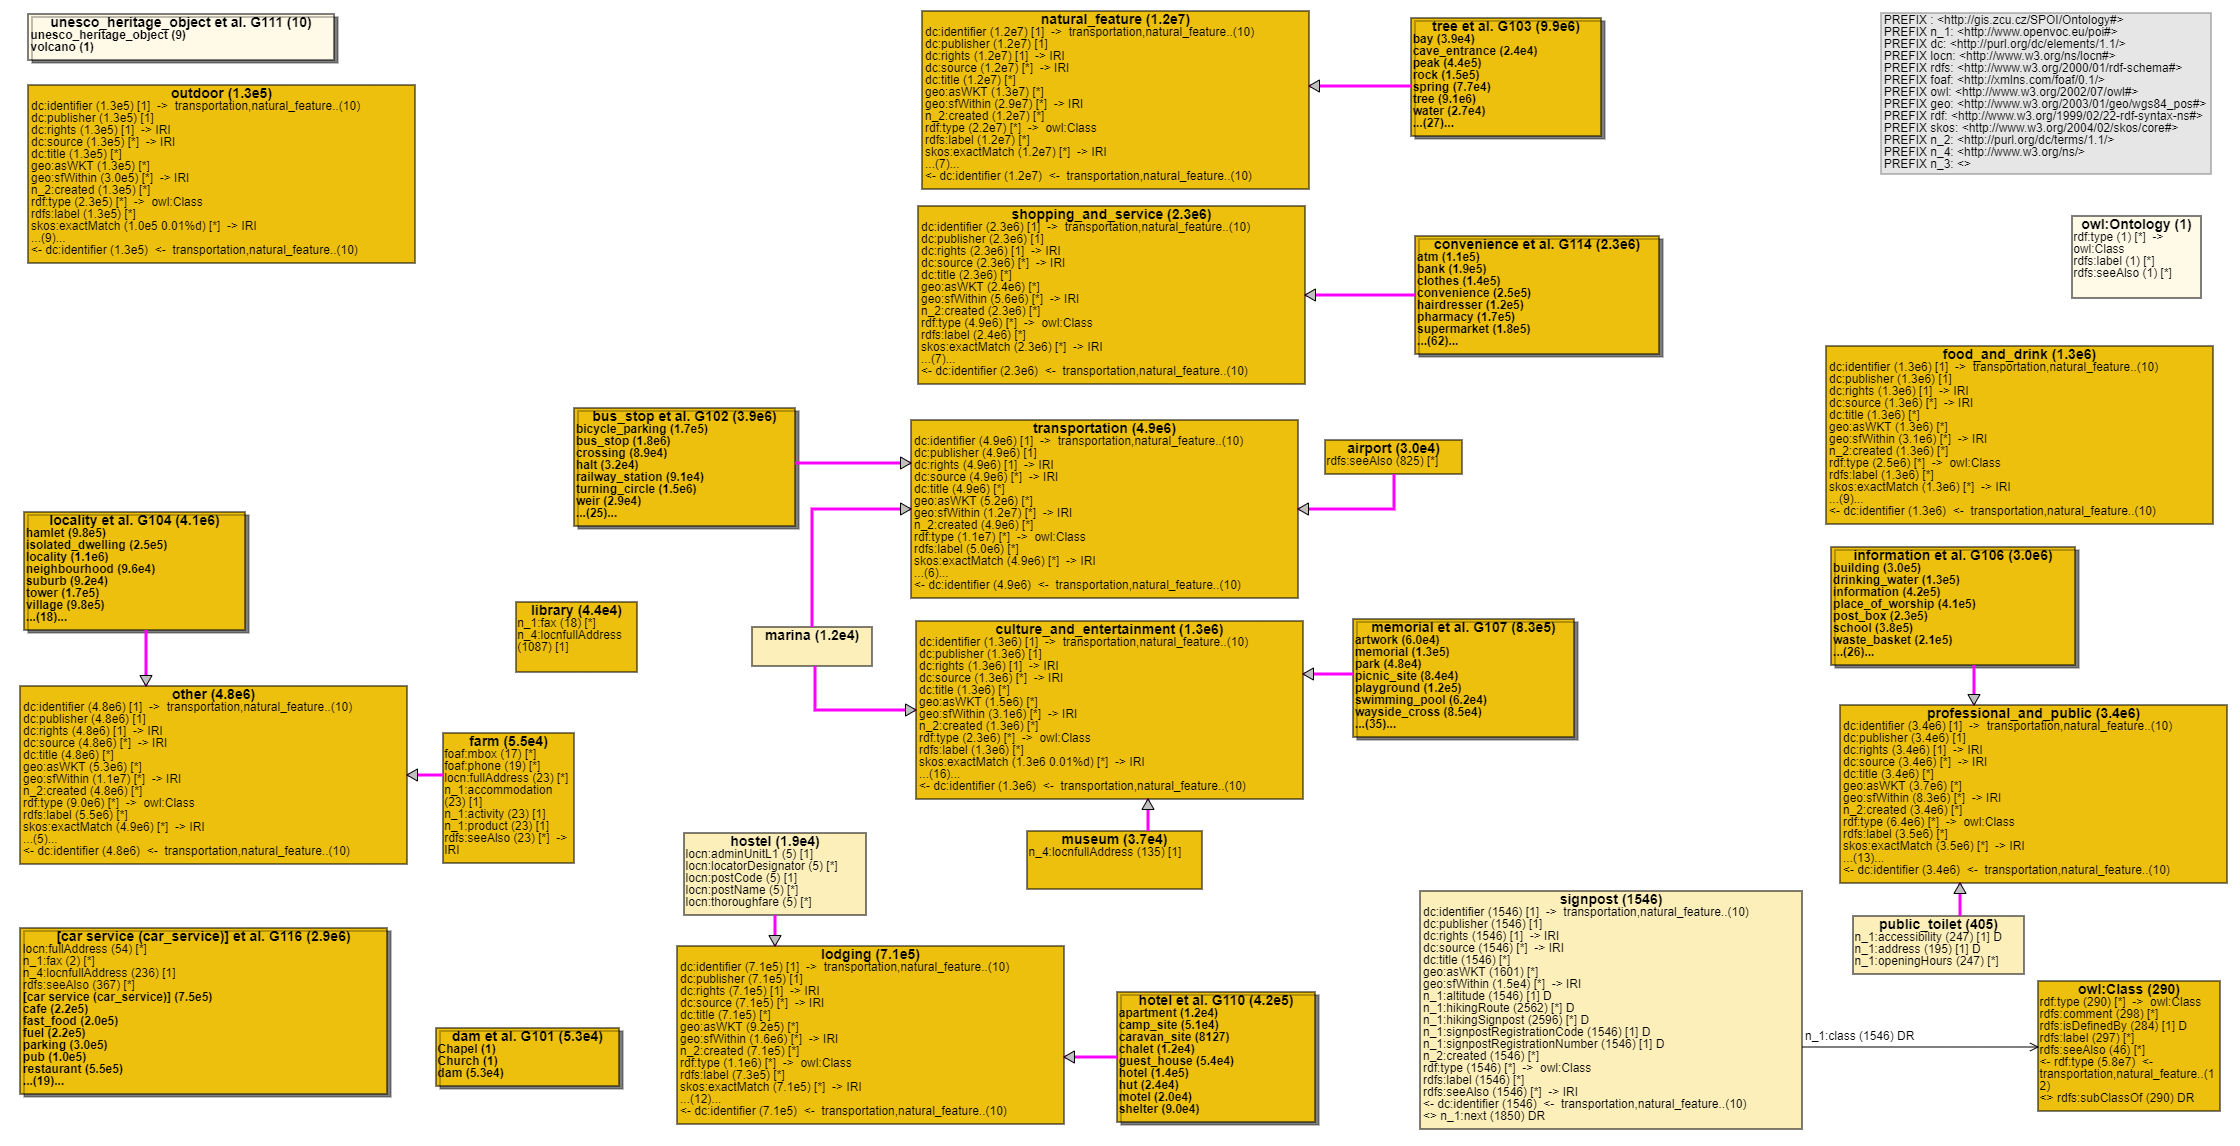 unesco_heritage_object et al. G111 (10)
unesco_heritage_object (9)
volcano (1)
outdoor (1.3e5)
dc:identifier (1.3e5) [1]  ->  transportation,natural_feature..(10)
dc:publisher (1.3e5) [1]
dc:rights (1.3e5) [1]  -> IRI
dc:source (1.3e5) [*]  -> IRI
dc:title (1.3e5) [*]
geo:asWKT (1.3e5) [*]
geo:sfWithin (3.0e5) [*]  -> IRI
n_2:created (1.3e5) [*]
rdf:type (2.3e5) [*]  ->  owl:Class
rdfs:label (1.3e5) [*]
skos:exactMatch (1.0e5 0.01%d) [*]  -> IRI
...(9)...
<- dc:identifier (1.3e5)  <-  transportation,natural_feature..(10)
natural_feature (1.2e7)
dc:identifier (1.2e7) [1]  ->  transportation,natural_feature..(10)
dc:publisher (1.2e7) [1]
dc:rights (1.2e7) [1]  -> IRI
dc:source (1.2e7) [*]  -> IRI
dc:title (1.2e7) [*]
geo:asWKT (1.3e7) [*]
geo:sfWithin (2.9e7) [*]  -> IRI
n_2:created (1.2e7) [*]
rdf:type (2.2e7) [*]  ->  owl:Class
rdfs:label (1.2e7) [*]
skos:exactMatch (1.2e7) [*]  -> IRI
...(7)...
<- dc:identifier (1.2e7)  <-  transportation,natural_feature..(10)
tree et al. G103 (9.9e6)
bay (3.9e4)
cave_entrance (2.4e4)
peak (4.4e5)
rock (1.5e5)
spring (7.7e4)
tree (9.1e6)
water (2.7e4)
...(27)...
PREFIX : <http://gis.zcu.cz/SPOI/Ontology#>
PREFIX n_1: <http://www.openvoc.eu/poi#>
PREFIX dc: <http://purl.org/dc/elements/1.1/>
PREFIX locn: <http://www.w3.org/ns/locn#>
PREFIX rdfs: <http://www.w3.org/2000/01/rdf-schema#>
PREFIX foaf: <http://xmlns.com/foaf/0.1/>
PREFIX owl: <http://www.w3.org/2002/07/owl#>
PREFIX geo: <http://www.w3.org/2003/01/geo/wgs84_pos#>
PREFIX rdf: <http://www.w3.org/1999/02/22-rdf-syntax-ns#>
PREFIX skos: <http://www.w3.org/2004/02/skos/core#>
PREFIX n_2: <http://purl.org/dc/terms/1.1/>
PREFIX n_4: <http://www.w3.org/ns/>
PREFIX n_3: <>
shopping_and_service (2.3e6)
dc:identifier (2.3e6) [1]  ->  transportation,natural_feature..(10)
dc:publisher (2.3e6) [1]
dc:rights (2.3e6) [1]  -> IRI
dc:source (2.3e6) [*]  -> IRI
dc:title (2.3e6) [*]
geo:asWKT (2.4e6) [*]
geo:sfWithin (5.6e6) [*]  -> IRI
n_2:created (2.3e6) [*]
rdf:type (4.9e6) [*]  ->  owl:Class
rdfs:label (2.4e6) [*]
skos:exactMatch (2.3e6) [*]  -> IRI
...(7)...
<- dc:identifier (2.3e6)  <-  transportation,natural_feature..(10)
convenience et al. G114 (2.3e6)
atm (1.1e5)
bank (1.9e5)
clothes (1.4e5)
convenience (2.5e5)
hairdresser (1.2e5)
pharmacy (1.7e5)
supermarket (1.8e5)
...(62)...
owl:Ontology (1)
rdf:type (1) [*]  ->
owl:Class
rdfs:label (1) [*]
rdfs:seeAlso (1) [*]
food_and_drink (1.3e6)
dc:identifier (1.3e6) [1]  ->  transportation,natural_feature..(10)
dc:publisher (1.3e6) [1]
dc:rights (1.3e6) [1]  -> IRI
dc:source (1.3e6) [*]  -> IRI
dc:title (1.3e6) [*]
geo:asWKT (1.3e6) [*]
geo:sfWithin (3.1e6) [*]  -> IRI
n_2:created (1.3e6) [*]
rdf:type (2.5e6) [*]  ->  owl:Class
rdfs:label (1.3e6) [*]
skos:exactMatch (1.3e6) [*]  -> IRI
...(9)...
<- dc:identifier (1.3e6)  <-  transportation,natural_feature..(10)
bus_stop et al. G102 (3.9e6)
bicycle_parking (1.7e5)
bus_stop (1.8e6)
crossing (8.9e4)
halt (3.2e4)
railway_station (9.1e4)
turning_circle (1.5e6)
weir (2.9e4)
...(25)...
transportation (4.9e6)
dc:identifier (4.9e6) [1]  ->  transportation,natural_feature..(10)
dc:publisher (4.9e6) [1]
dc:rights (4.9e6) [1]  -> IRI
dc:source (4.9e6) [*]  -> IRI
dc:title (4.9e6) [*]
geo:asWKT (5.2e6) [*]
geo:sfWithin (1.2e7) [*]  -> IRI
n_2:created (4.9e6) [*]
rdf:type (1.1e7) [*]  ->  owl:Class
rdfs:label (5.0e6) [*]
skos:exactMatch (4.9e6) [*]  -> IRI
...(6)...
<- dc:identifier (4.9e6)  <-  transportation,natural_feature..(10)
airport (3.0e4)
rdfs:seeAlso (825) [*]
locality et al. G104 (4.1e6)
hamlet (9.8e5)
isolated_dwelling (2.5e5)
locality (1.1e6)
neighbourhood (9.6e4)
suburb (9.2e4)
tower (1.7e5)
village (9.8e5)
...(18)...
library (4.4e4)
n_1:fax (18) [*]
n_4:locnfullAddress
(1087) [1]
marina (1.2e4)
information et al. G106 (3.0e6)
building (3.0e5)
drinking_water (1.3e5)
information (4.2e5)
place_of_worship (4.1e5)
post_box (2.3e5)
school (3.8e5)
waste_basket (2.1e5)
...(26)...
culture_and_entertainment (1.3e6)
dc:identifier (1.3e6) [1]  ->  transportation,natural_feature..(10)
dc:publisher (1.3e6) [1]
dc:rights (1.3e6) [1]  -> IRI
dc:source (1.3e6) [*]  -> IRI
dc:title (1.3e6) [*]
geo:asWKT (1.5e6) [*]
geo:sfWithin (3.1e6) [*]  -> IRI
n_2:created (1.3e6) [*]
rdf:type (2.3e6) [*]  ->  owl:Class
rdfs:label (1.3e6) [*]
skos:exactMatch (1.3e6 0.01%d) [*]  -> IRI
...(16)...
<- dc:identifier (1.3e6)  <-  transportation,natural_feature..(10)
memorial et al. G107 (8.3e5)
artwork (6.0e4)
memorial (1.3e5)
park (4.8e4)
picnic_site (8.4e4)
playground (1.2e5)
swimming_pool (6.2e4)
wayside_cross (8.5e4)
...(35)...
other (4.8e6)
dc:identifier (4.8e6) [1]  ->  transportation,natural_feature..(10)
dc:publisher (4.8e6) [1]
dc:rights (4.8e6) [1]  -> IRI
dc:source (4.8e6) [*]  -> IRI
dc:title (4.8e6) [*]
geo:asWKT (5.3e6) [*]
geo:sfWithin (1.1e7) [*]  -> IRI
n_2:created (4.8e6) [*]
rdf:type (9.0e6) [*]  ->  owl:Class
rdfs:label (5.5e6) [*]
skos:exactMatch (4.9e6) [*]  -> IRI
...(5)...
<- dc:identifier (4.8e6)  <-  transportation,natural_feature..(10)
farm (5.5e4)
foaf:mbox (17) [*]
foaf:phone (19) [*]
locn:fullAddress (23) [*]
n_1:accommodation
(23) [1]
n_1:activity (23) [1]
n_1:product (23) [1]
rdfs:seeAlso (23) [*]  ->
IRI
professional_and_public (3.4e6)
dc:identifier (3.4e6) [1]  ->  transportation,natural_feature..(10)
dc:publisher (3.4e6) [1]
dc:rights (3.4e6) [1]  -> IRI
dc:source (3.4e6) [*]  -> IRI
dc:title (3.4e6) [*]
geo:asWKT (3.7e6) [*]
geo:sfWithin (8.3e6) [*]  -> IRI
n_2:created (3.4e6) [*]
rdf:type (6.4e6) [*]  ->  owl:Class
rdfs:label (3.5e6) [*]
skos:exactMatch (3.5e6) [*]  -> IRI
...(13)...
<- dc:identifier (3.4e6)  <-  transportation,natural_feature..(10)
hostel (1.9e4)
locn:adminUnitL1 (5) [1]
locn:locatorDesignator (5) [*]
locn:postCode (5) [1]
locn:postName (5) [*]
locn:thoroughfare (5) [*]
museum (3.7e4)
n_4:locnfullAddress (135) [1]
signpost (1546)
dc:identifier (1546) [1]  ->  transportation,natural_feature..(10)
dc:publisher (1546) [1]
dc:rights (1546) [1]  -> IRI
dc:source (1546) [*]  -> IRI
dc:title (1546) [*]
geo:asWKT (1601) [*]
geo:sfWithin (1.5e4) [*]  -> IRI
n_1:altitude (1546) [1] D
n_1:hikingRoute (2562) [*] D
n_1:hikingSignpost (2596) [*] D
n_1:signpostRegistrationCode (1546) [1] D
n_1:signpostRegistrationNumber (1546) [1] D
n_2:created (1546) [*]
rdf:type (1546) [*]  ->  owl:Class
rdfs:label (1546) [*]
rdfs:seeAlso (1546) [*]  -> IRI
<- dc:identifier (1546)  <-  transportation,natural_feature..(10)
<> n_1:next (1850) DR
public_toilet (405)
n_1:accessibility (247) [1] D
n_1:address (195) [1] D
n_1:openingHours (247) [*]
[car service (car_service)] et al. G116 (2.9e6)
locn:fullAddress (54) [*]
n_1:fax (2) [*]
n_4:locnfullAddress (236) [1]
rdfs:seeAlso (367) [*]
[car service (car_service)] (7.5e5)
cafe (2.2e5)
fast_food (2.0e5)
fuel (2.2e5)
parking (3.0e5)
pub (1.0e5)
restaurant (5.5e5)
...(19)...
dam et al. G101 (5.3e4)
Chapel (1)
Church (1)
dam (5.3e4)
lodging (7.1e5)
dc:identifier (7.1e5) [1]  ->  transportation,natural_feature..(10)
dc:publisher (7.1e5) [1]
dc:rights (7.1e5) [1]  -> IRI
dc:source (7.1e5) [*]  -> IRI
dc:title (7.1e5) [*]
geo:asWKT (9.2e5) [*]
geo:sfWithin (1.6e6) [*]  -> IRI
n_2:created (7.1e5) [*]
rdf:type (1.1e6) [*]  ->  owl:Class
rdfs:label (7.3e5) [*]
skos:exactMatch (7.1e5) [*]  -> IRI
...(12)...
<- dc:identifier (7.1e5)  <-  transportation,natural_feature..(10)
hotel et al. G110 (4.2e5)
apartment (1.2e4)
camp_site (5.1e4)
caravan_site (8127)
chalet (1.2e4)
guest_house (5.4e4)
hotel (1.4e5)
hut (2.4e4)
motel (2.0e4)
shelter (9.0e4)
n_1:class (1546) DR
owl:Class (290)
rdf:type (290) [*]  ->  owl:Class
rdfs:comment (298) [*]
rdfs:isDefinedBy (284) [1] D
rdfs:label (297) [*]
rdfs:seeAlso (46) [*]
<- rdf:type (5.8e7)  <-
transportation,natural_feature..(1
2)
<> rdfs:subClassOf (290) DR